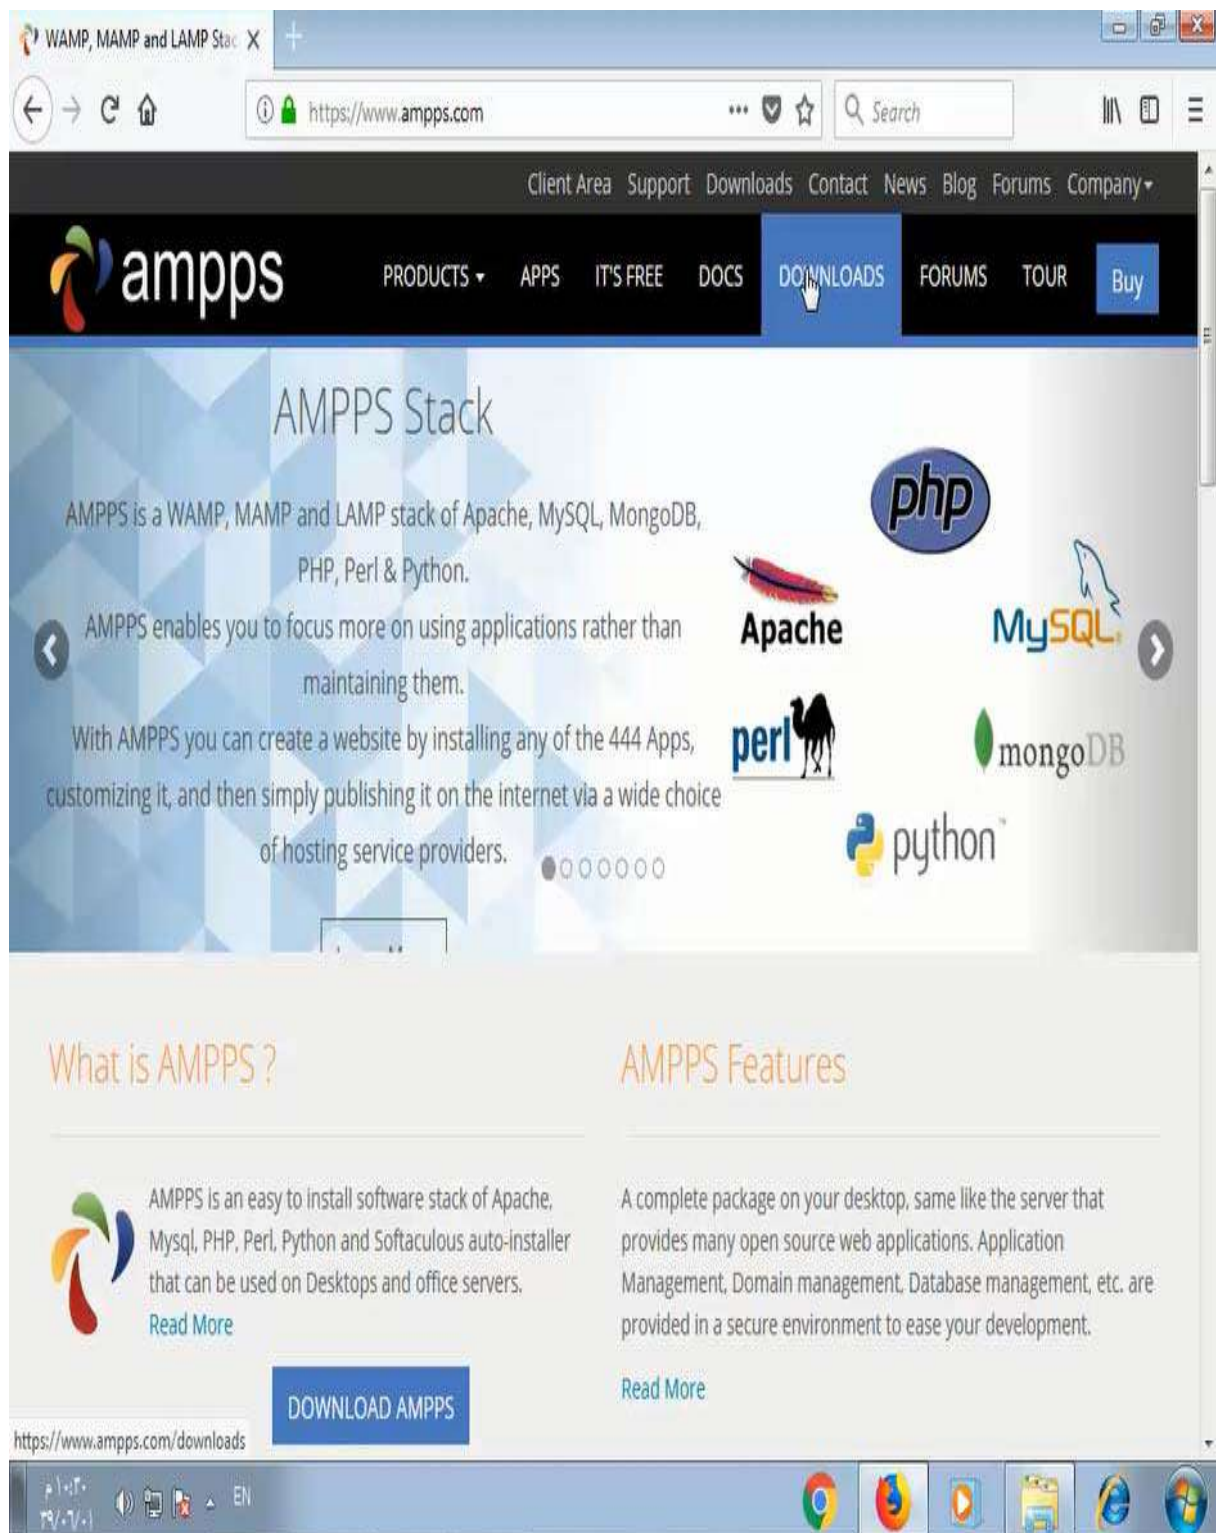 WAMP, MAMP and LAMP Stac
https://www.ampps.com
Search
Client Area Support Downloads Contact News Blog Forums Company
ampps
PRODUCTS APPS IT'S FREE DOCS DOWNLOADS FORUMS TOUR Buy
AMPPS Stack
AMPPS is a WAMP, MAMP and LAMP stack of Apache, MySQL, MongoDB,
PHP, Perl & Python.
AMPPS enables you to focus more on using applications rather than
maintaining them.
With AMPPS you can create a website by installing any of the 444 Apps,
customizing it, and then simply publishing it on the internet via a wide choice
of hosting service providers.
php
Apache
MySQL
perl
mongoDB
python
What is AMPPS ?
AMPPS is an easy to install software stack of Apache,
Mysql, PHP, Perl, Python and Softaculous auto-installer
that can be used on Desktops and office servers.
Read More
DOWNLOAD AMPPS
AMPPS Features
A complete package on your desktop, same like the server that
provides many open source web applications. Application
Management, Domain management, Database management, etc. are
provided in a secure environment to ease your development.
Read More
https://www.ampps.com/downloads
١٠:٣٠ م
٣٩/٠٦/٠١
EN